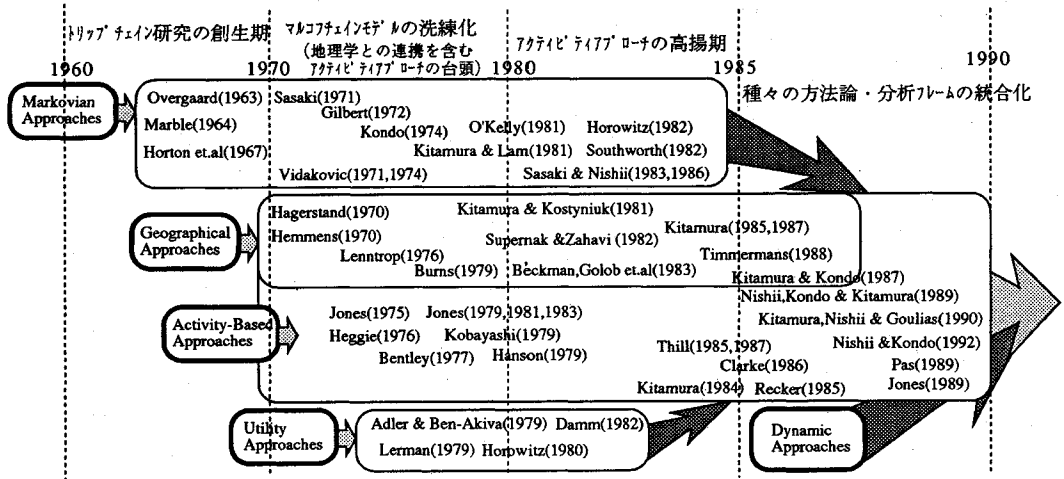 トリップチェイン研究の創生期
マルコフチェインモデルの洗練化
(地理学との連携を含む
アクティビティアプローチの台頭)
アクティビティアプローチの高揚期
種々の方法論・分析フレームの統合化
1960
1970
1980
1985
1990
Markovian
Approaches
Overgaard(1963)
Sasaki(1971)
Gilbert(1972)
Marble(1964)
Kondo(1974)
O'Kelly(1981)
Horowitz(1982)
Horton et.al(1967)
Kitamura & Lam(1981)
Southworth(1982)
Vidakovic(1971,1974)
Sasaki & Nishii(1983,1986)
Geographical
Approaches
Hagerstand(1970)
Kitamura & Kostyniuk(1981)
Kitamura(1985,1987)
Hemmens(1970)
Supernak &Zahavi (1982)
Lenntrop(1976)
Timmermans(1988)
Burns(1979)
Beckman,Golob et.al(1983)
Kitamura & Kondo(1987)
Nishii,Kondo & Kitamura(1989)
Activity-Based
Approaches
Jones(1975)
Jones(1979,1981,1983)
Kitamura,Nishii & Goulias(1990)
Heggie(1976)
Kobayashi(1979)
Nishii &Kondo(1992)
Bentley(1977)
Hanson(1979)
Thill(1985,1987)
Clarke(1986)
Pas(1989)
Kitamura(1984)
Recker(1985)
Jones(1989)
Utility
Approaches
Adler & Ben-Akiva(1979)
Damm(1982)
Lerman(1979)
Horowitz(1980)
Dynamic
Approaches